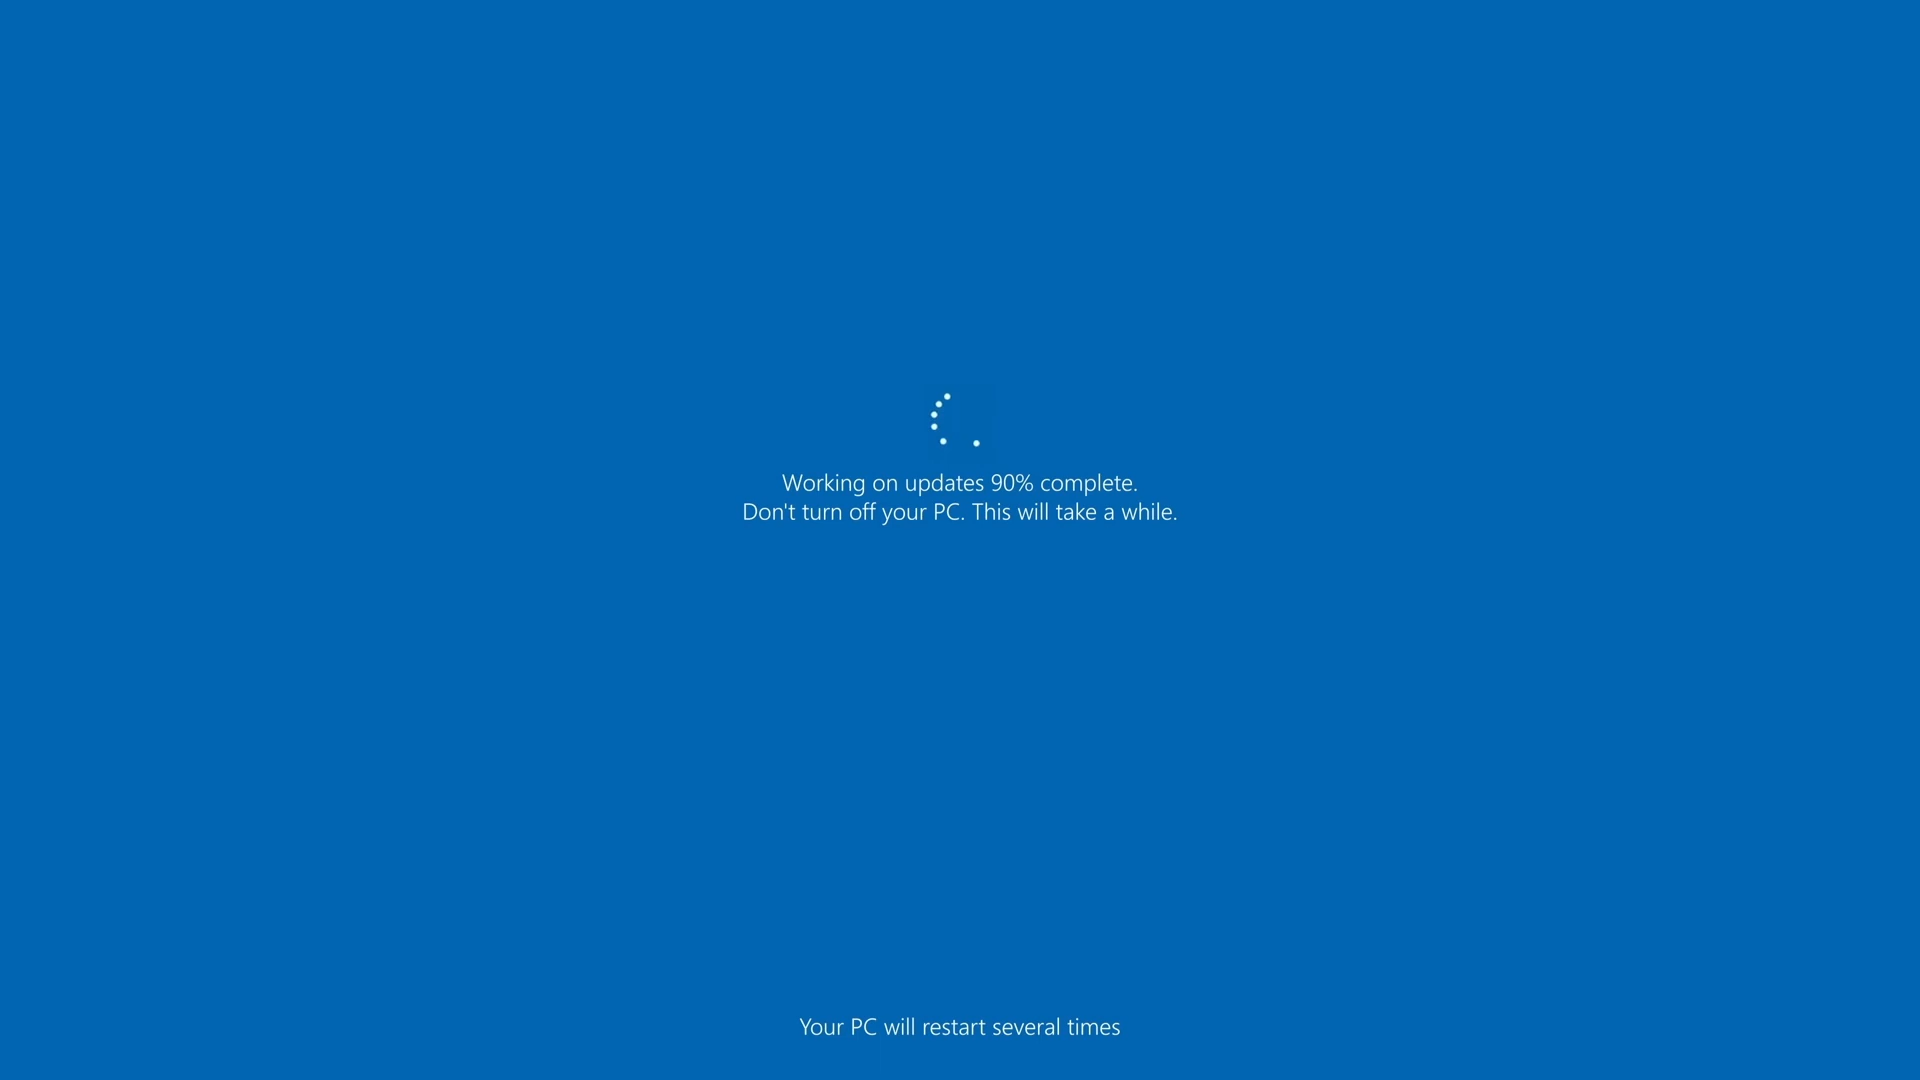 Working on updates 90% complete.
Don't turn off your PC. This will take a while.
Your PC will restart several times